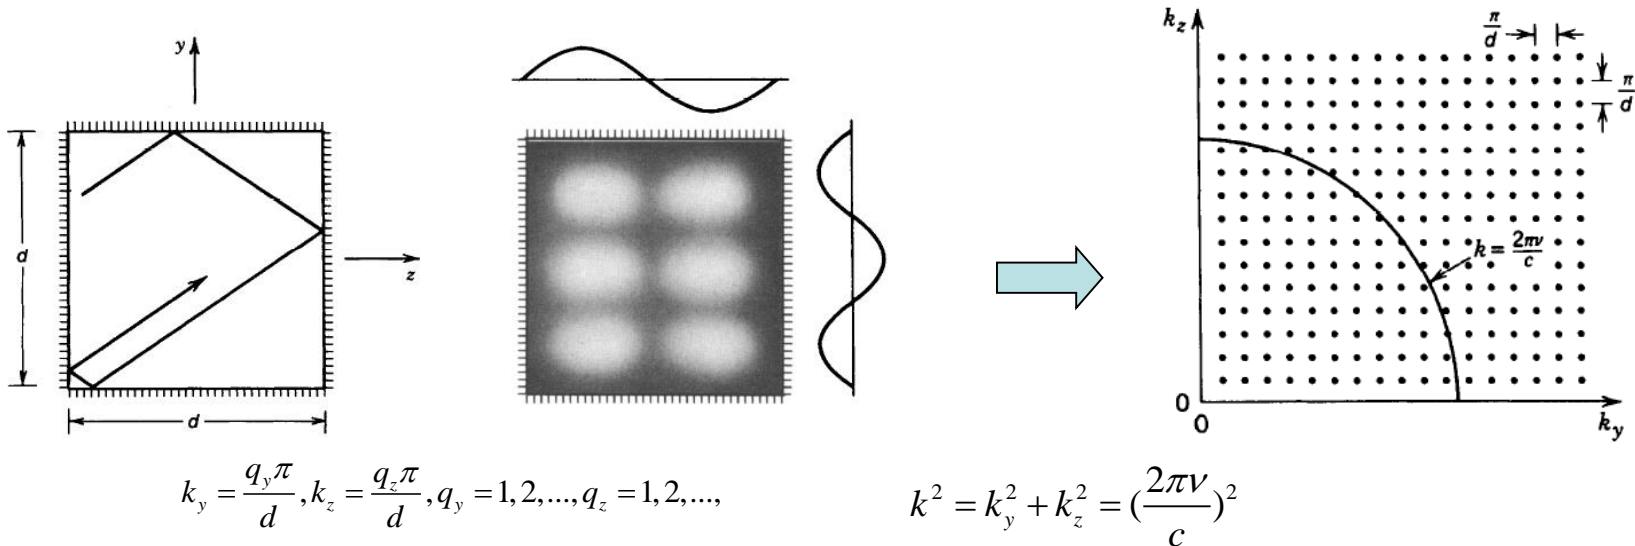 y
d
z
d
k_z
π/d
π/d
k = 2πν/c
0
0
k_y
k_y = q_yπ/d, k_z = q_zπ/d, q_y = 1,2,..., q_z = 1,2,...,
k² = k_y² + k_z² = (2πν/c)²